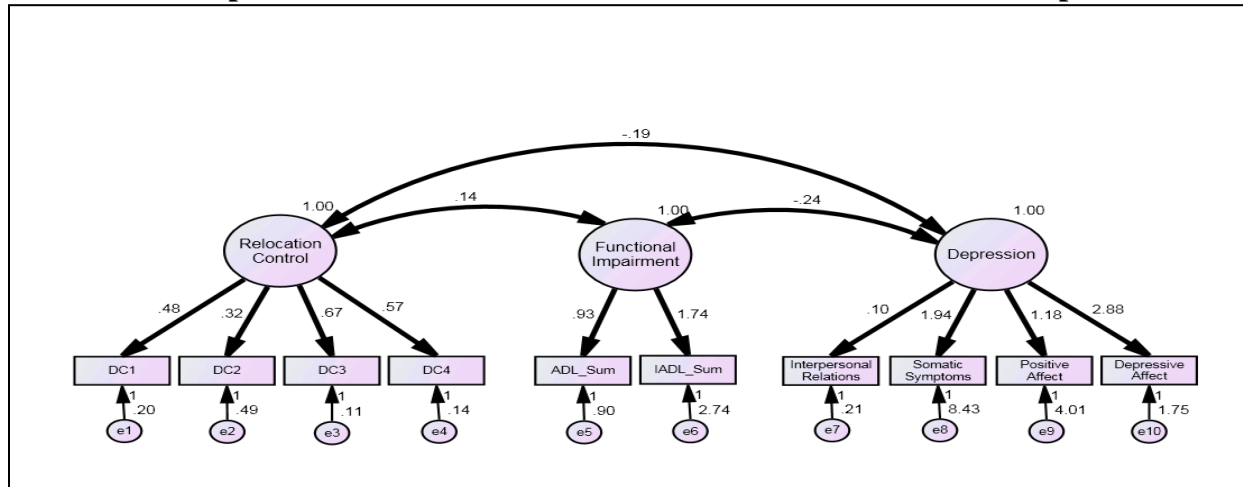 -.19
.14
-.24
1.00
1.00
1.00
Relocation
Control
Functional
Impairment
Depression
.48
.32
.67
.57
.93
1.74
.10
1.94
1.18
2.88
DC1
DC2
DC3
DC4
ADL_Sum
IADL_Sum
Interpersonal
Relations
Somatic
Symptoms
Positive
Affect
Depressive
Affect
1
1
1
1
1
1
1
1
1
1
.20
.49
.11
.14
.90
2.74
.21
8.43
4.01
1.75
e1
e2
e3
e4
e5
e6
e7
e8
e9
e10